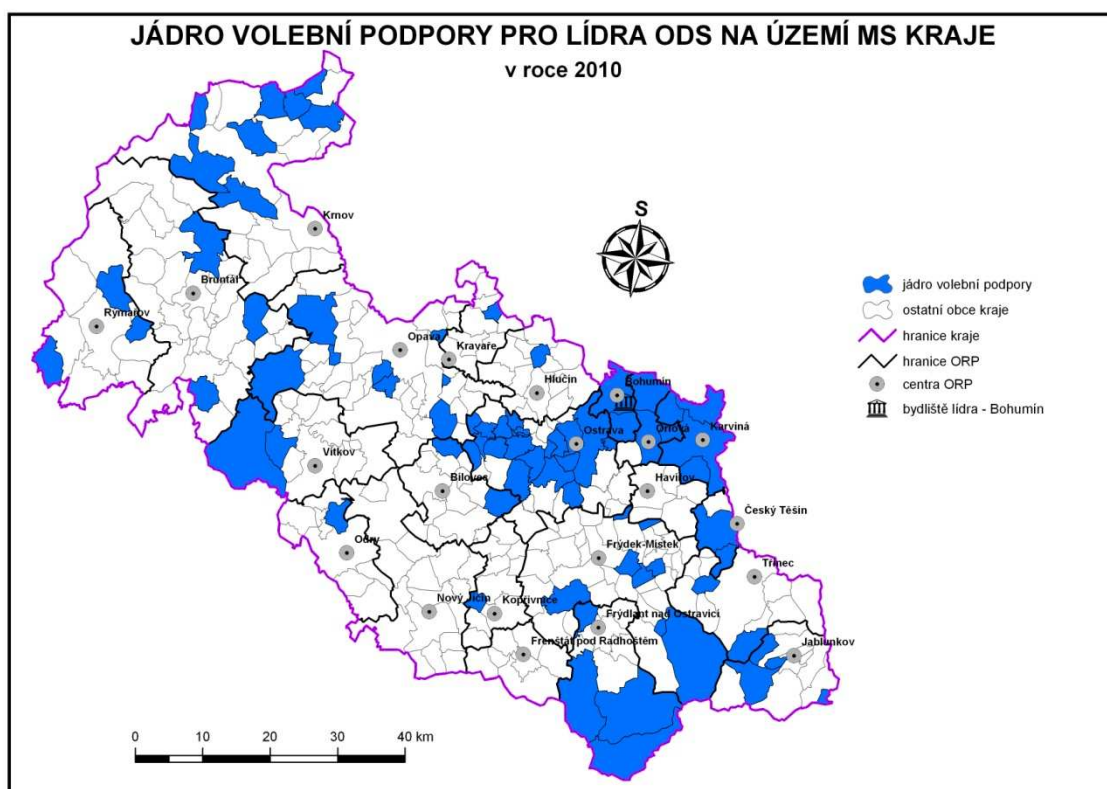 JÁDRO VOLEBNÍ PODPORY PRO LÍDRA ODS NA ÚZEMÍ MS KRAJE
v roce 2010
S
Krnov
Bruntál
Rýmařov
Opava
Kravaře
Hlučín
Bohumín
Ostrava
Orlová
Karviná
Vítkov
Bílovec
Havířov
Český Těšín
Odry
Frýdek-Místek
Třinec
Nový Jičín
Kopřivnice
Frýdlant nad Ostravicí
Frenštát pod Radhoštěm
Jablunkov
jádro volební podpory
ostatní obce kraje
hranice kraje
hranice ORP
centra ORP
bydliště lídra - Bohumín
0 10 20 30 40 km